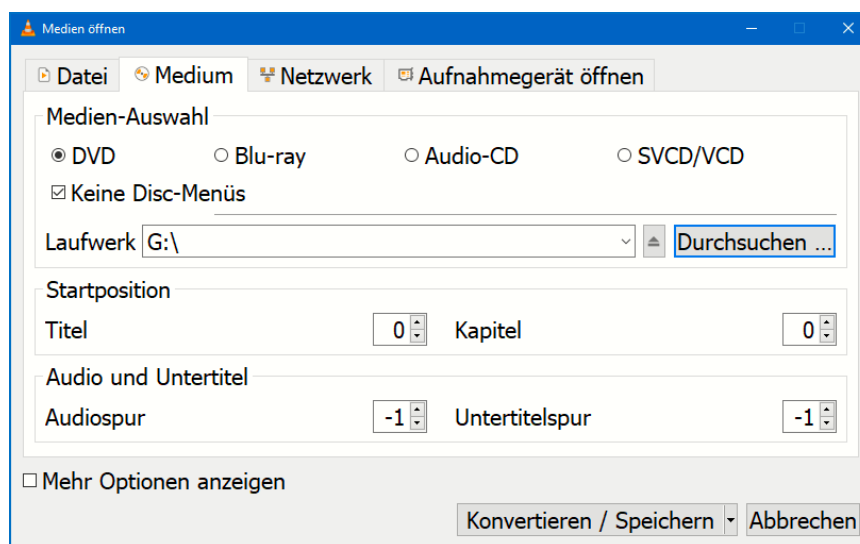 Medien öffnen
Datei Medium Netzwerk Aufnahmegerät öffnen
Medien-Auswahl
DVD Blu-ray Audio-CD SVCD/VCD
Keine Disc-Menüs
Laufwerk G:\ Durchsuchen ...
Startposition
Titel 0 Kapitel 0
Audio und Untertitel
Audiospur -1 Untertitelspur -1
Mehr Optionen anzeigen
Konvertieren / Speichern Abbrechen